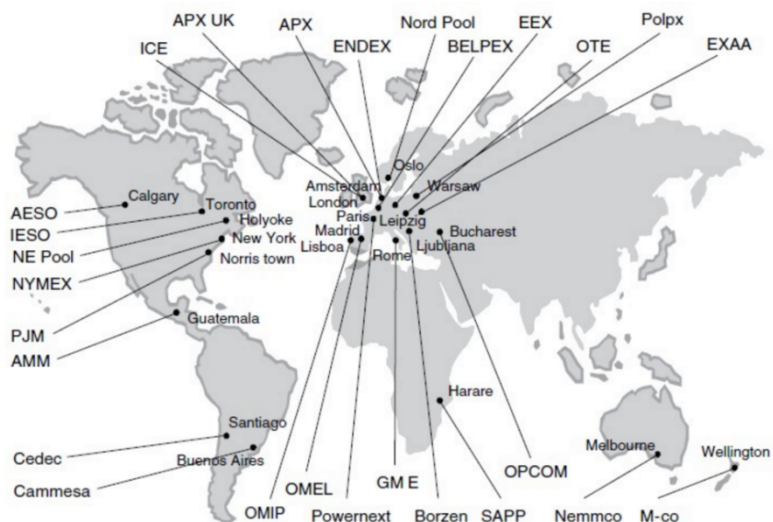 APX UK
APX
Nord Pool
EEX
Polpx
ICE
ENDEX
BELPEX
OTE
EXAA
Oslo
Calgary
Amsterdam
Warsaw
AESO
Toronto
London
IESO
Holyoke
Paris
Leipzig
Bucharest
NE Pool
New York
Madrid
Ljubljana
Lisboa
Rome
NYMEX
Norris town
PJM
Guatemala
AMM
Harare
Santiago
Melbourne
Wellington
Cedec
Buenos Aires
OPCOM
Cammesa
OMEL
GM E
OMIP
Powernext
Borzen
SAPP
Nemmco
M-co